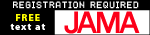 REGISTRATION REQUIRED
FREE
text at
JAMA